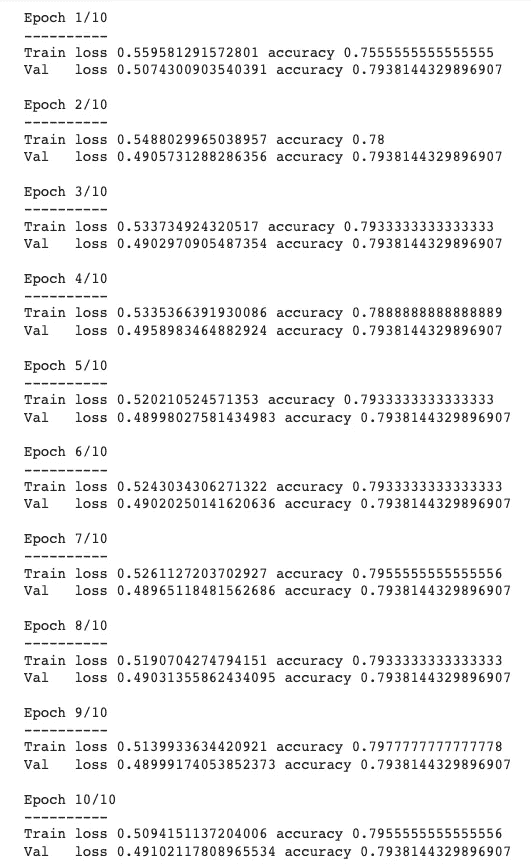 Epoch 1/10
----------
Train loss 0.559581291572801 accuracy 0.7555555555555555
Val   loss 0.5074300903540391 accuracy 0.7938144329896907
Epoch 2/10
----------
Train loss 0.5488029965038957 accuracy 0.78
Val   loss 0.4905731288286356 accuracy 0.7938144329896907
Epoch 3/10
----------
Train loss 0.533734924320517 accuracy 0.7933333333333333
Val   loss 0.4902970905487354 accuracy 0.7938144329896907
Epoch 4/10
----------
Train loss 0.5335366391930086 accuracy 0.7888888888888889
Val   loss 0.4958983464882924 accuracy 0.7938144329896907
Epoch 5/10
----------
Train loss 0.520210524571353 accuracy 0.7933333333333333
Val   loss 0.48998027581434983 accuracy 0.7938144329896907
Epoch 6/10
----------
Train loss 0.5243034306271322 accuracy 0.7933333333333333
Val   loss 0.49020250141620636 accuracy 0.7938144329896907
Epoch 7/10
----------
Train loss 0.5261127203702927 accuracy 0.7955555555555556
Val   loss 0.48965118481562686 accuracy 0.7938144329896907
Epoch 8/10
----------
Train loss 0.5190704274794151 accuracy 0.7933333333333333
Val   loss 0.49031355862434095 accuracy 0.7938144329896907
Epoch 9/10
----------
Train loss 0.5139933634420921 accuracy 0.7977777777777778
Val   loss 0.48999174053852373 accuracy 0.7938144329896907
Epoch 10/10
----------
Train loss 0.5094151137204006 accuracy 0.7955555555555556
Val   loss 0.49102117808965534 accuracy 0.7938144329896907